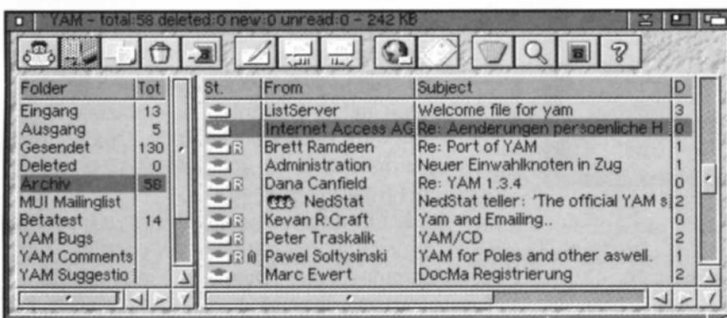 YAM - total:58 deleted:0 new:0 unread:0 - 242 KB
Folder Tot
Eingang 13
Ausgang 5
Gesendet 130
Deleted 0
Archiv 58
MUI Mailinglist
Betatest 14
YAM Bugs
YAM Comments
YAM Suggestio
St. From Subject D
ListServer Welcome file for yam 3
Internet Access AG Re: Aenderungen persoenliche H 0
R Brett Ramdeen Re: Port of YAM 1
Administration Neuer Einwahlknoten in Zug 1
R Dana Canfield Re: YAM 1.3.4 0
NedStat NedStat teller: 'The official YAM s 2
R Kevan R.Craft Yam and Emailing.. 0
R Peter Traskalik YAM/CD 2
R Pawel Soltysinski YAM for Poles and other aswell. 1
Marc Ewert DocMa Registrierung 2